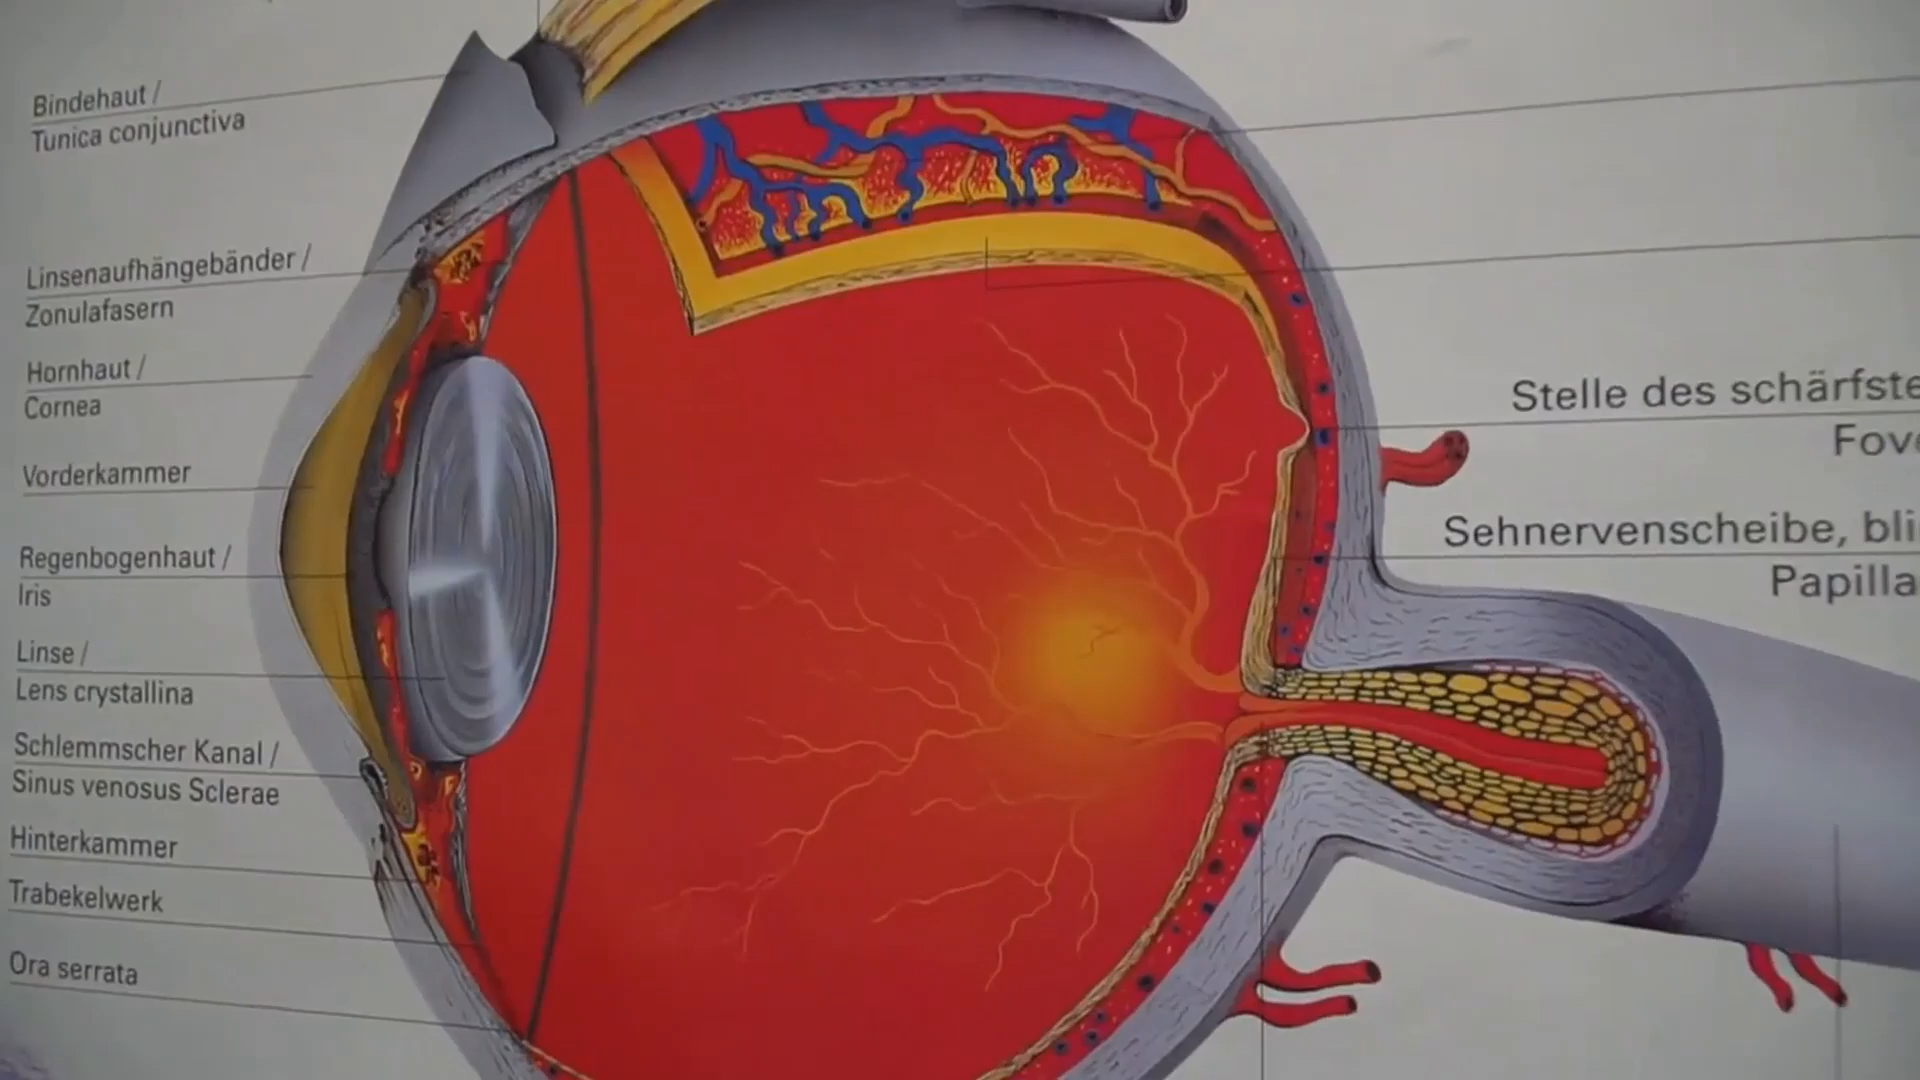 Bindehaut /
Tunica conjunctiva
Linsenaufhängebänder /
Zonulafasern
Hornhaut /
Cornea
Vorderkammer
Regenbogenhaut /
Iris
Linse /
Lens crystallina
Schlemmscher Kanal /
Sinus venosus Sclerae
Hinterkammer
Trabekelwerk
Ora serrata
Stelle des schärfste
Fove
Sehnervenscheibe, bli
Papilla